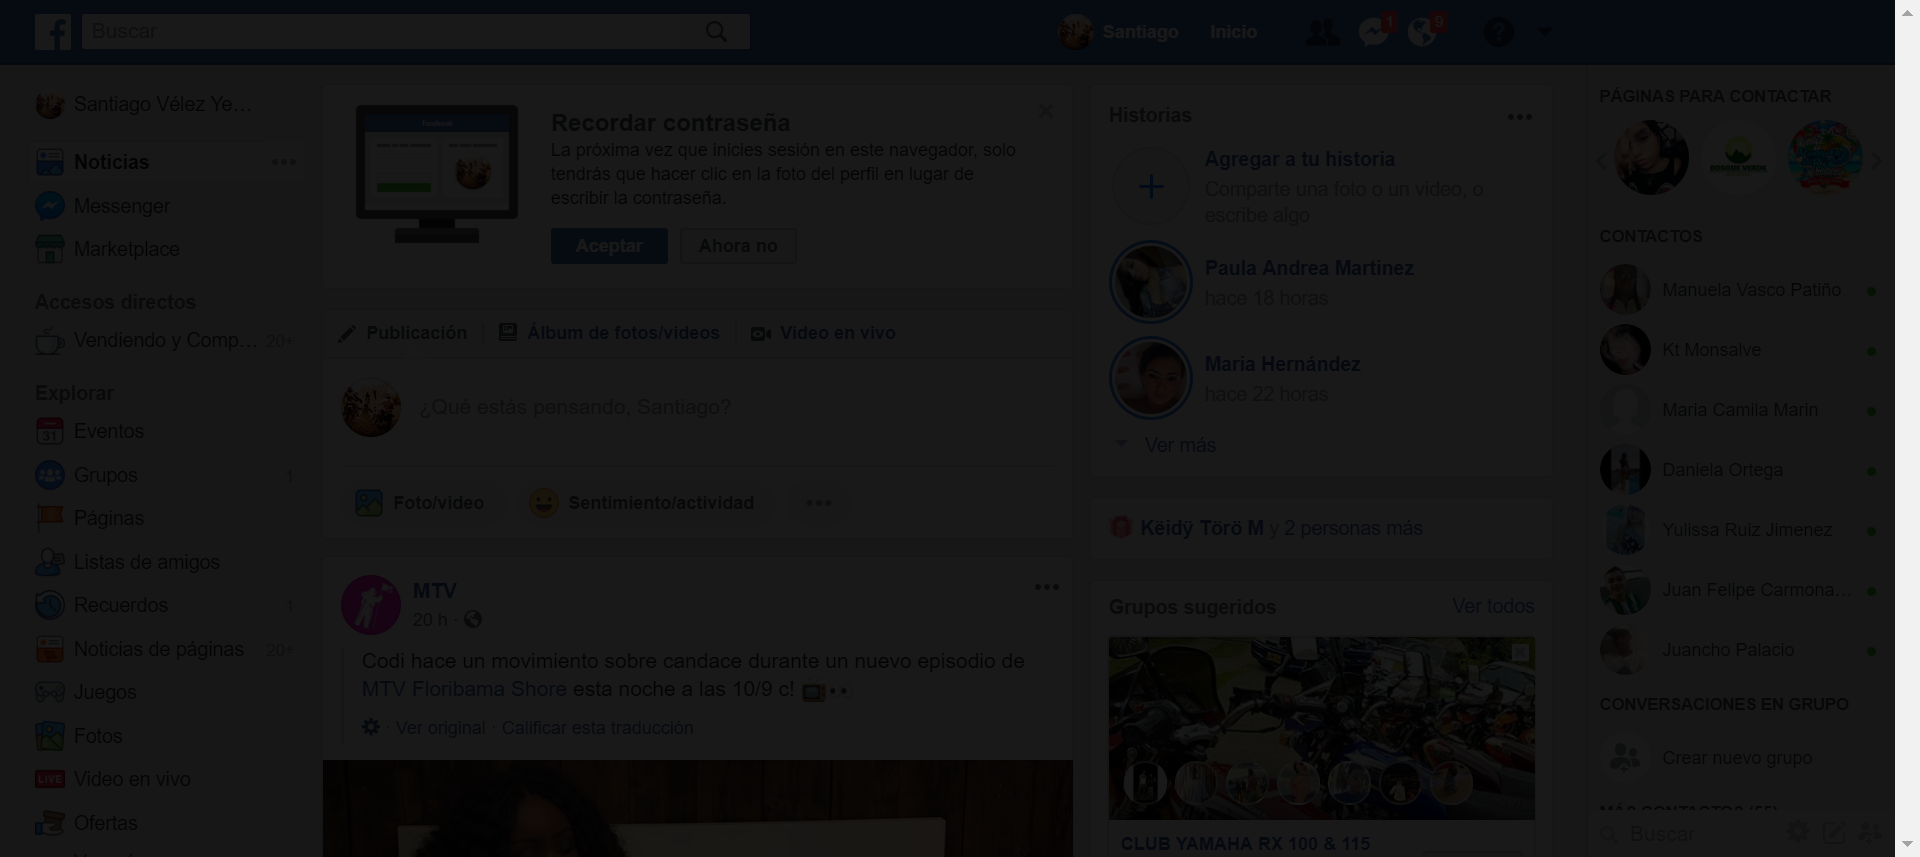 Buscar
Santiago
Inicio
1
9
Santiago Vélez Ye...
Noticias
Messenger
Marketplace
Accesos directos
Vendiendo y Comp... 20+
Explorar
31
Eventos
Grupos 1
Páginas
Listas de amigos
Recuerdos 1
Noticias de páginas 20+
Juegos
Fotos
LIVE
Video en vivo
Ofertas
facebook
Recordar contraseña
La próxima vez que inicies sesión en este navegador, solo
tendrás que hacer clic en la foto del perfil en lugar de
escribir la contraseña.
Aceptar
Ahora no
Publicación
Álbum de fotos/videos
Video en vivo
¿Qué estás pensando, Santiago?
Foto/video
Sentimiento/actividad
MTV
20 h ·
Codi hace un movimiento sobre candace durante un nuevo episodio de
MTV Floribama Shore esta noche a las 10/9 c!
· Ver original · Calificar esta traducción
Historias
Agregar a tu historia
Comparte una foto o un video, o
escribe algo
Paula Andrea Martinez
hace 18 horas
Maria Hernández
hace 22 horas
Ver más
Këidÿ Törö M y 2 personas más
Grupos sugeridos
Ver todos
CLUB YAMAHA RX 100 & 115
PÁGINAS PARA CONTACTAR
CONTACTOS
Manuela Vasco Patiño
Kt Monsalve
Maria Camila Marin
Daniela Ortega
Yulissa Ruiz Jimenez
Juan Felipe Carmona...
Juancho Palacio
CONVERSACIONES EN GRUPO
Crear nuevo grupo
MÁS CONTACTOS (55)
Buscar